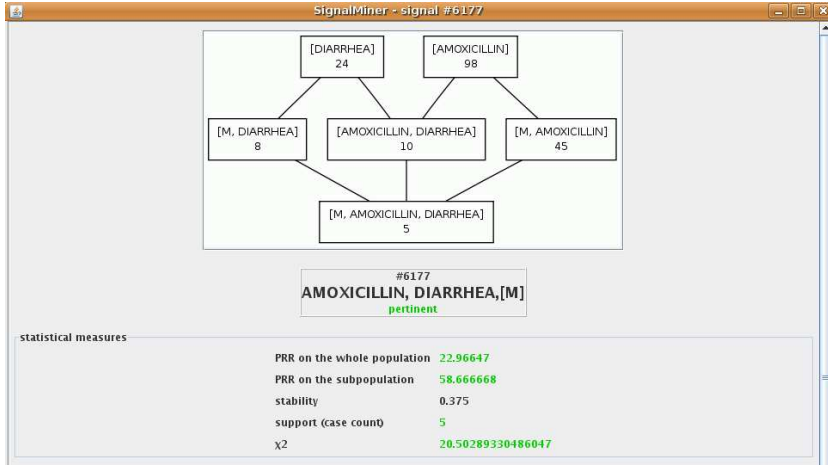 SignalMiner - signal #6177
[DIARRHEA]
24
[AMOXICILLIN]
98
[M, DIARRHEA]
8
[AMOXICILLIN, DIARRHEA]
10
[M, AMOXICILLIN]
45
[M, AMOXICILLIN, DIARRHEA]
5
#6177
AMOXICILLIN, DIARRHEA,[M]
pertinent
statistical measures
PRR on the whole population 22.96647
PRR on the subpopulation 58.666668
stability 0.375
support (case count) 5
χ2 20.50289330486047